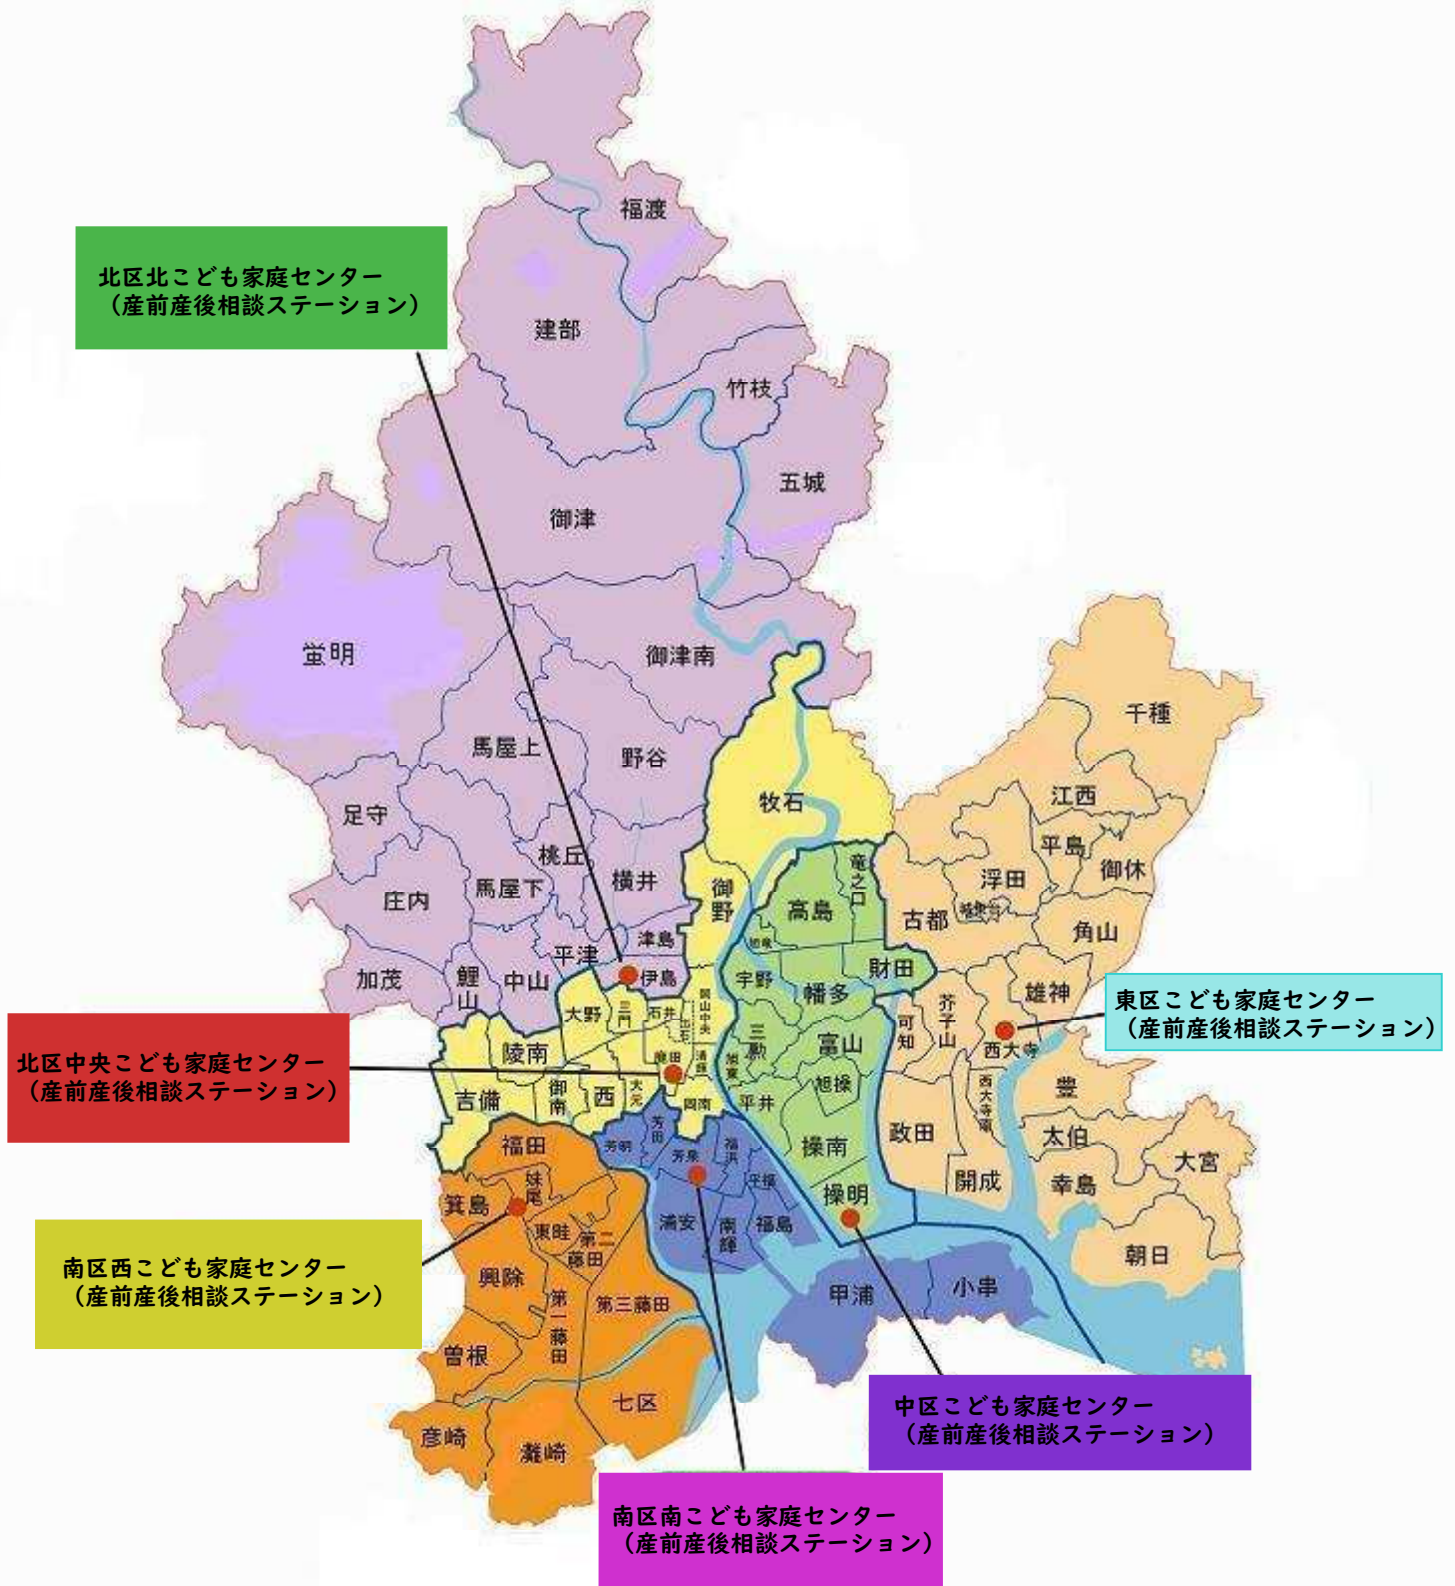 福渡
北区北こども家庭センター
(産前産後相談ステーション)
建部
竹枝
五城
御津
蛍明
御津南
千種
馬屋上
野谷
牧石
江西
足守
桃丘
竜之口
平島
御休
馬屋下
横井
御野
浮田
庄内
高島
古都
角山
津島
平津
伊島
宇野
財田
加茂
鯉山
中山
幡多
雄神
芥子山
可知
東区こども家庭センター
(産前産後相談ステーション)
大野
三門
石井
岡山中央
三勲
富山
西大寺
北区中央こども家庭センター
(産前産後相談ステーション)
陵南
鹿田
清輝
旭東
旭操
豊
吉備
御南
西
大元
岡南
平井
西大寺南
政田
太伯
福田
芳明
芳田
芳泉
福浜
操南
大宮
妹尾
平福
開成
幸島
箕島
操明
東畦
第二藤田
浦安
南輝
福島
朝日
南区西こども家庭センター
(産前産後相談ステーション)
興除
第一藤田
第三藤田
甲浦
小串
曽根
七区
中区こども家庭センター
(産前産後相談ステーション)
彦崎
灘崎
南区南こども家庭センター
(産前産後相談ステーション)